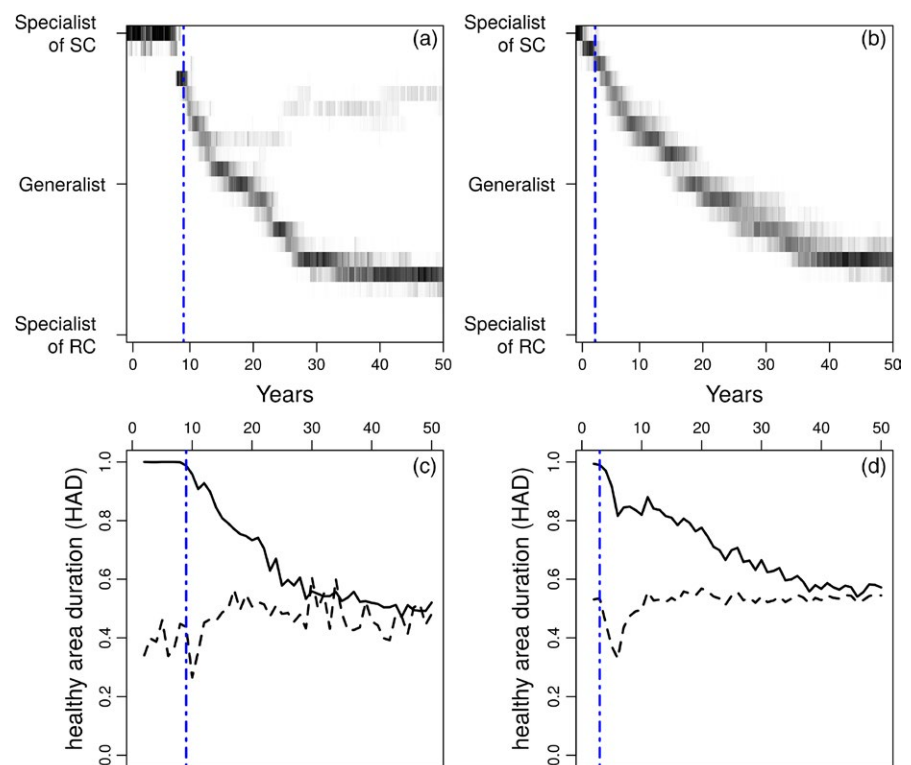 Specialist
of SC
Generalist
Specialist
of RC
(a)
0 10 20 30 40 50
Years
Specialist
of SC
Generalist
Specialist
of RC
(b)
0 10 20 30 40 50
Years
0 10 20 30 40 50
(c)
healthy area duration (HAD)
1.0
0.8
0.6
0.4
0.2
0.0
0 10 20 30 40 50
(d)
healthy area duration (HAD)
1.0
0.8
0.6
0.4
0.2
0.0